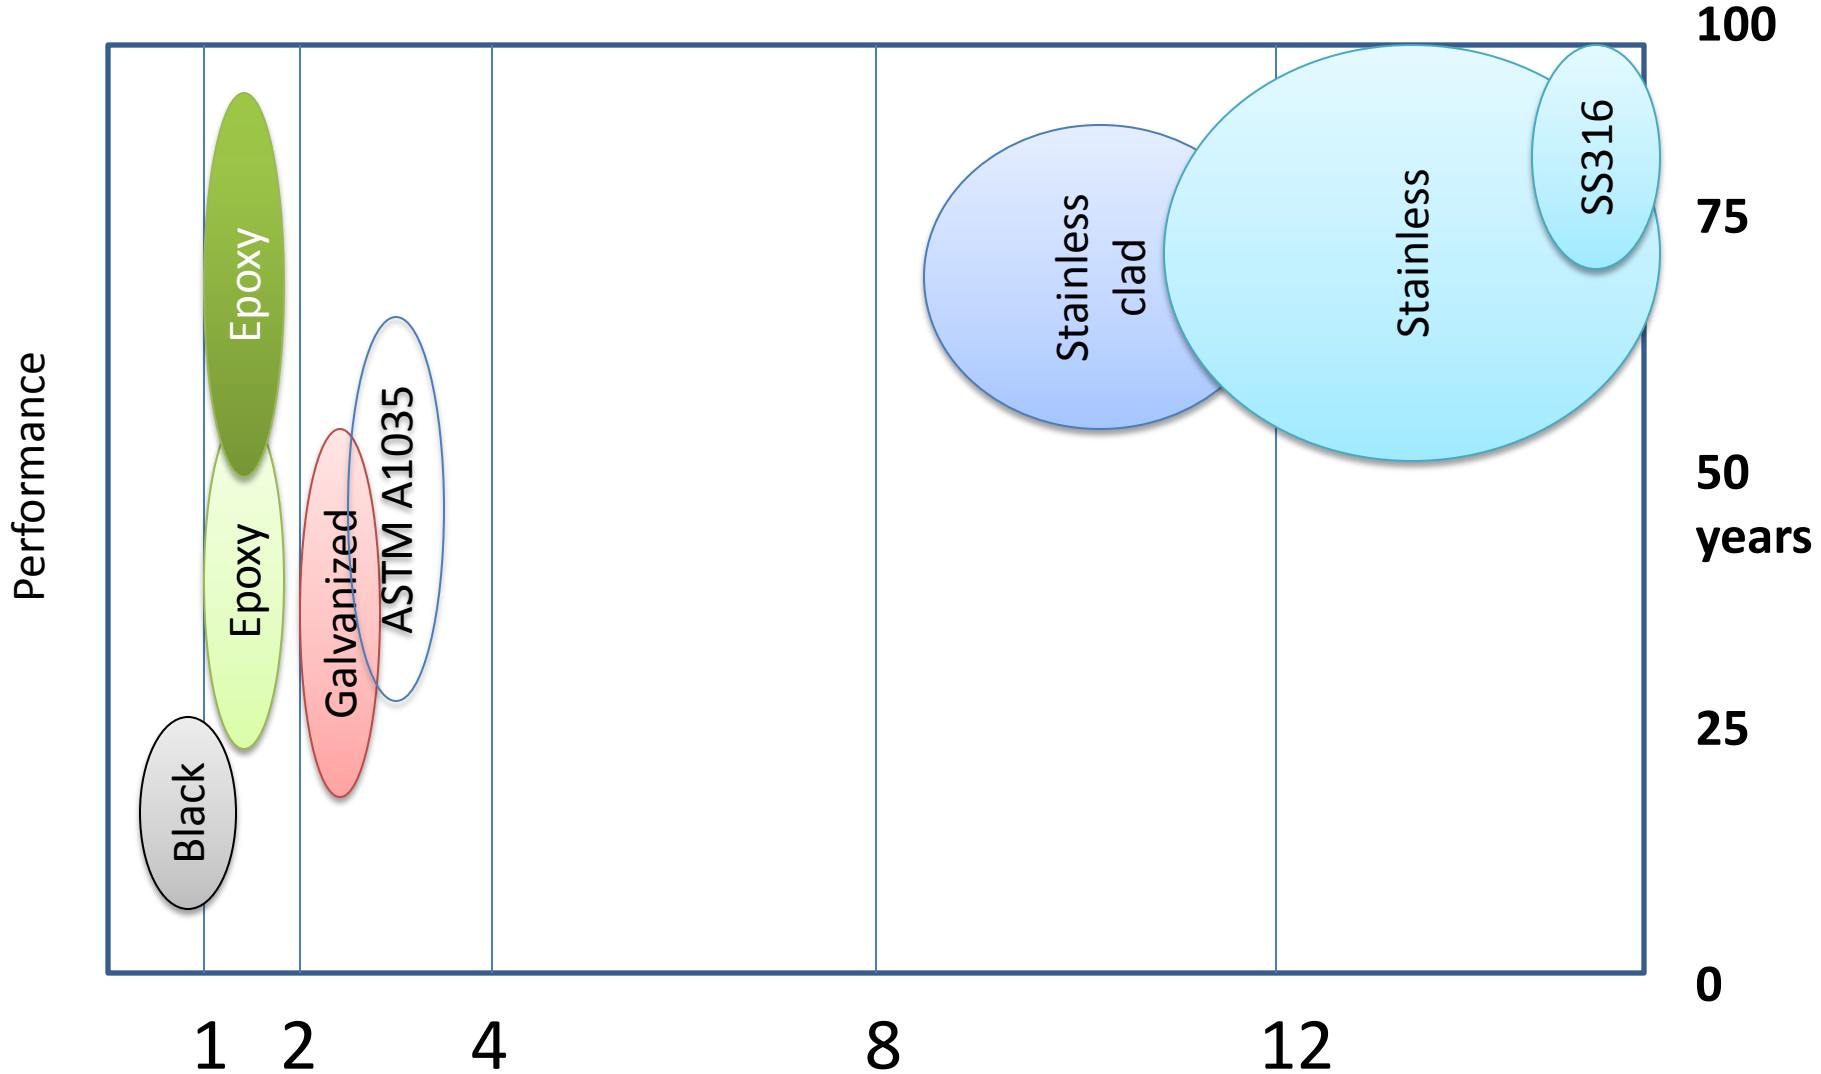 100
SS316
Stainless
75
Stainless
clad
Epoxy
Performance
ASTM A1035
50
years
Galvanized
Epoxy
25
Black
0
1
2
4
8
12